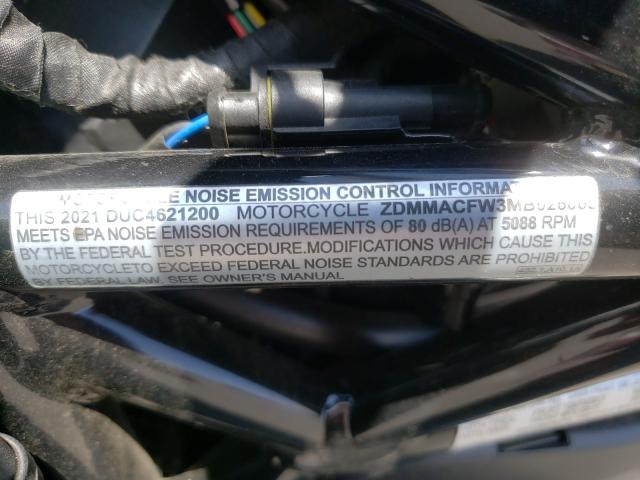 NOISE EMISSION CONTROL INFORMATION
THIS 2021 DUC4621200 MOTORCYCLE
MEETS EPA NOISE EMISSION REQUIREMENTS OF 80 dB(A) AT 5088 RPM
BY THE FEDERAL TEST PROCEDURE.MODIFICATIONS WHICH CAUSE THIS
MOTORCYCLETO EXCEED FEDERAL NOISE STANDARDS ARE PROHIBITED
BY FEDERAL LAW. SEE OWNER'S MANUAL